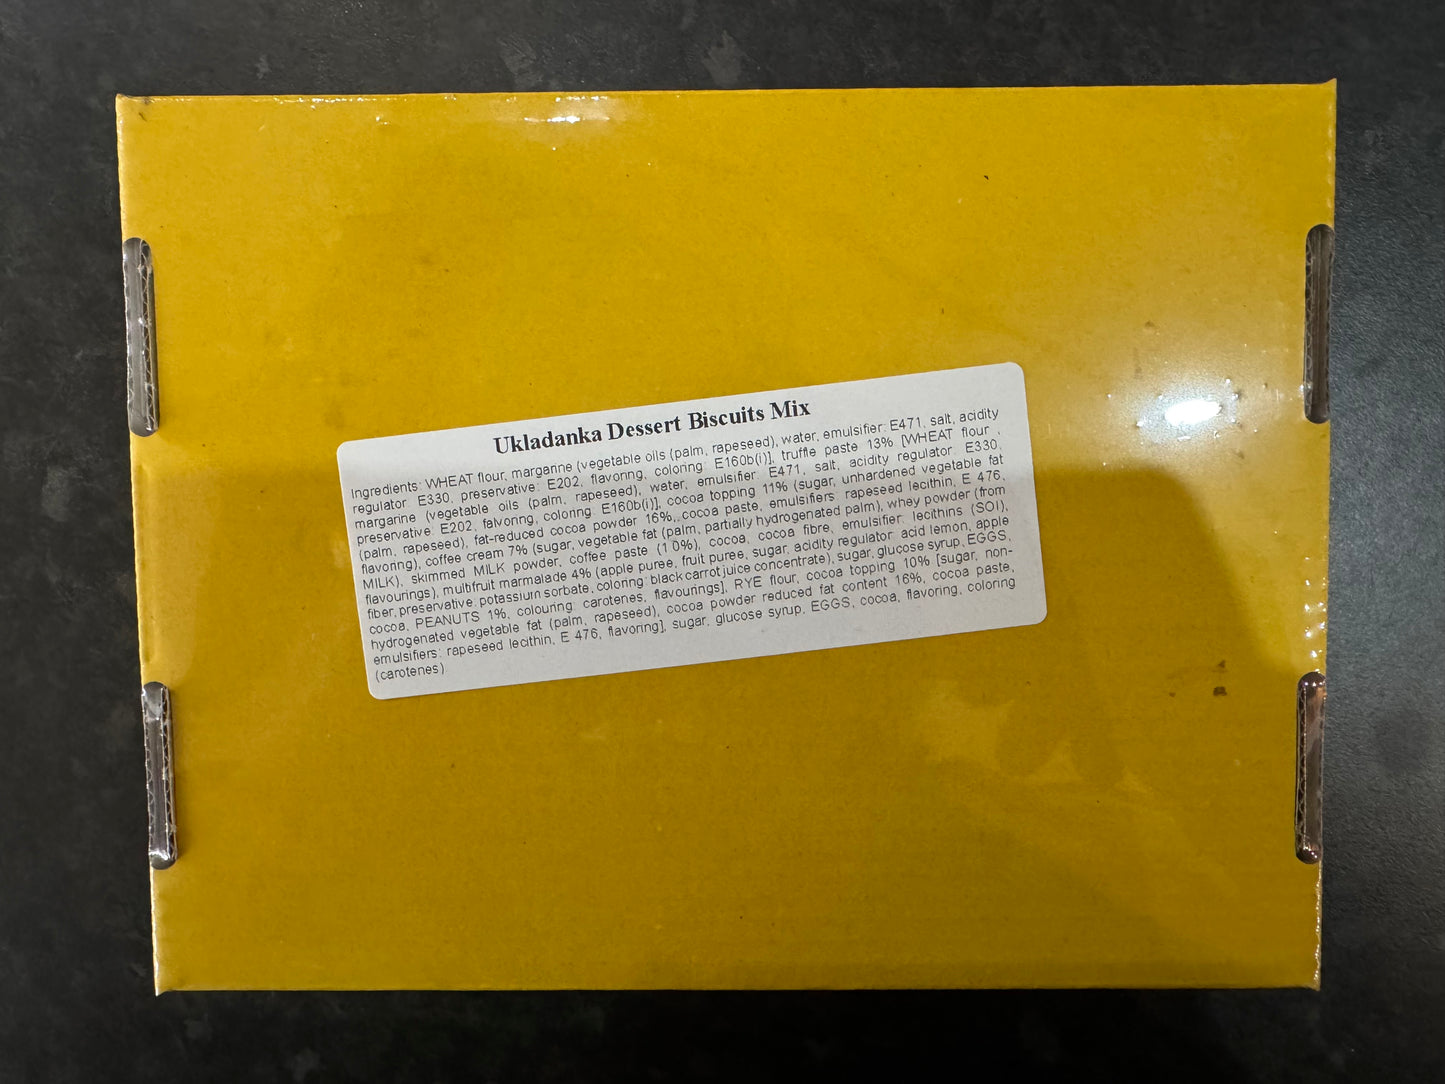 Ukladanka Dessert Biscuits Mix
Ingredients: WHEAT flour, margarine (vegetable oils (palm, rapeseed), water, emulsifier: E471, salt, acidity
regulator: E330, preservative: E202, flavoring, coloring: E160b(i)], truffle paste 13% [WHEAT flour ,
margarine (vegetable oils (palm, rapeseed), water, emulsifier: E471, salt, acidity regulator: E330,
preservative: E202, falvoring, coloring: E160b(i)], cocoa topping 11% (sugar, unhardened vegetable fat
(palm, rapeseed), fat-reduced cocoa powder 16%,, cocoa paste, emulsifiers: rapeseed lecithin, E 476,
flavoring), coffee cream 7% (sugar, vegetable fat (palm, partially hydrogenated palm), whey powder (from
MILK), skimmed MILK powder, coffee paste (1.0%), cocoa, cocoa fibre, emulsifier: lecithins (SOI),
flavourings), multifruit marmalade 4% (apple puree, fruit puree, sugar, acidity regulator: acid lemon, apple
fiber, preservative: potassium sorbate, coloring: black carrot juice concentrate), sugar, glucose syrup, EGGS,
cocoa, PEANUTS 1%, colouring: carotenes, flavourings], RYE flour, cocoa topping 10% [sugar, non-
hydrogenated vegetable fat (palm, rapeseed), cocoa powder reduced fat content 16%, cocoa paste,
emulsifiers: rapeseed lecithin, E 476, flavoring], sugar, glucose syrup, EGGS, cocoa, flavoring, coloring
(carotenes)